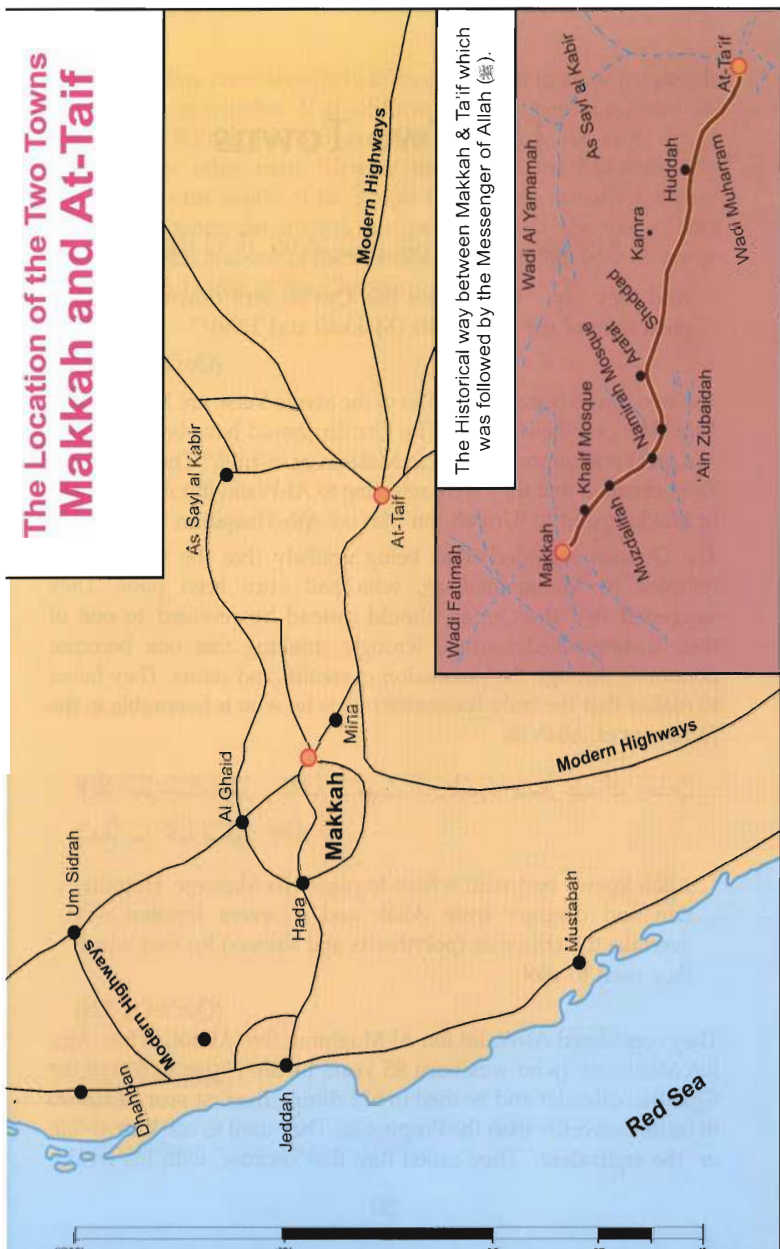 The Location of the Two Towns
Makkah and At-Taif
Um Sidrah
Modern Highways
Dhahban
Al Ghaid
As Sayl al Kabir
Modern Highways
Jeddah
Hada
Makkah
Mina
At-Taif
Mustabah
Modern Highways
Red Sea
The Historical way between Makkah & Ta'if which
was followed by the Messenger of Allah (ﷺ).
Wadi Fatimah
Wadi Al Yamamah
As Sayl al Kabir
Makkah
Khaif Mosque
Muzdalifah
Namirah Mosque
'Ain Zubaidah
Arafat
Shaddad
Kamra
Huddah
Wadi Muharram
At-Ta'if